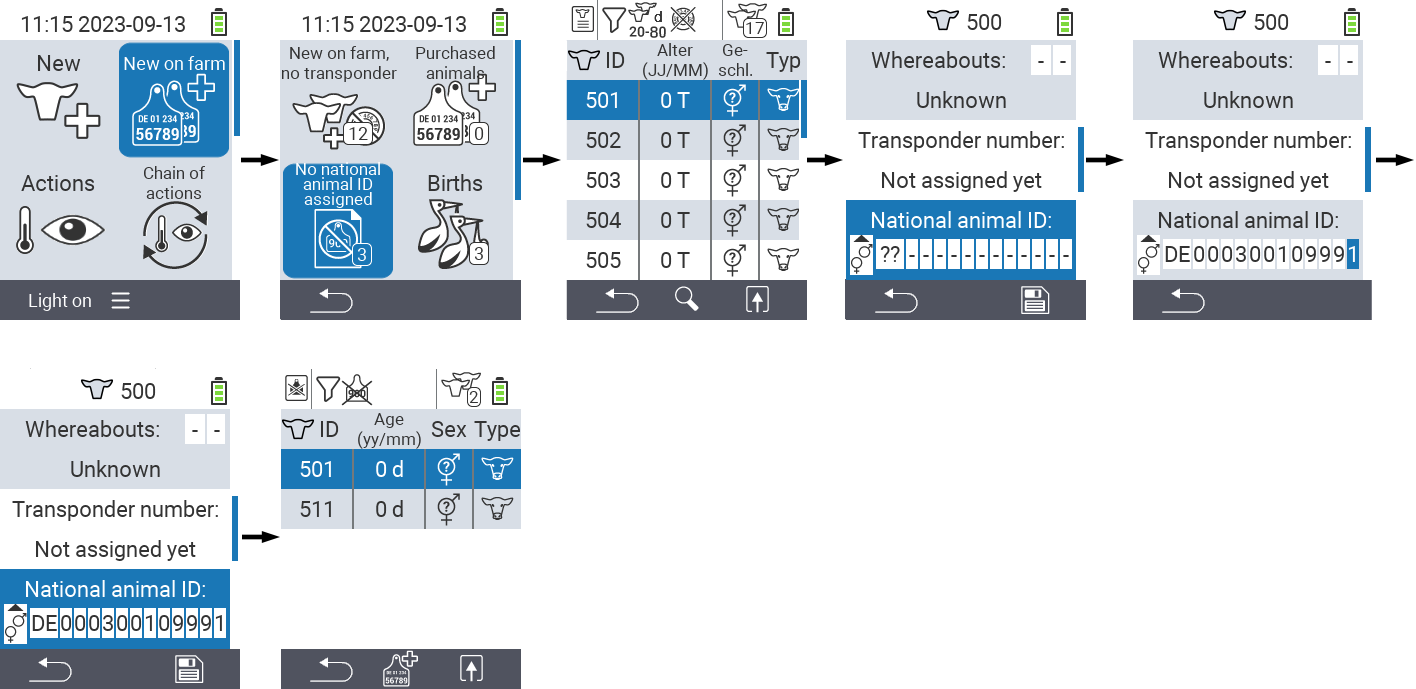 11:15 2023-09-13
New
New on farm
DE 01 234
56789
39
Actions
Chain of
actions
Light on
11:15 2023-09-13
New on farm,
no transponder
12
Purchased
animals
DE 01 234
56789
0
No national
animal ID
assigned
3
Births
3
d
20-80
17
ID
Alter
(JJ/MM)
Ge-
schl.
Typ
501 0 T
502 0 T
503 0 T
504 0 T
505 0 T
500
Whereabouts: - -
Unknown
Transponder number:
Not assigned yet
National animal ID:
?? - - - - - - - - - - - -
500
Whereabouts: - -
Unknown
Transponder number:
Not assigned yet
National animal ID:
DE000300109991
500
Whereabouts: - -
Unknown
Transponder number:
Not assigned yet
National animal ID:
DE000300109991
980
2
ID
Age
(yy/mm)
Sex
Type
501 0 d
511 0 d
DE 01 234
56789